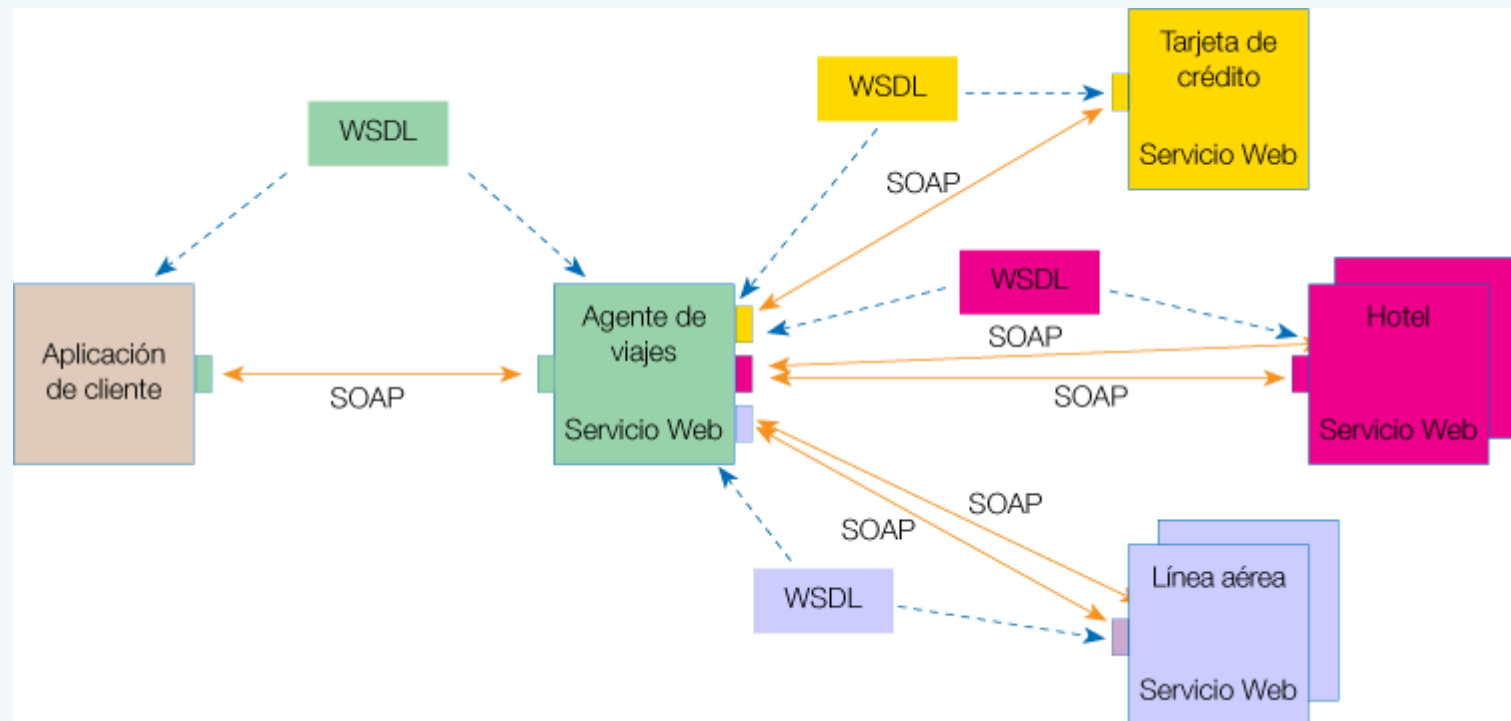 Tarjeta de
crédito
Servicio Web
WSDL
WSDL
SOAP
WSDL
Hotel
Servicio Web
SOAP
SOAP
Agente de
viajes
Servicio Web
Aplicación
de cliente
SOAP
SOAP
SOAP
WSDL
Línea aérea
Servicio Web